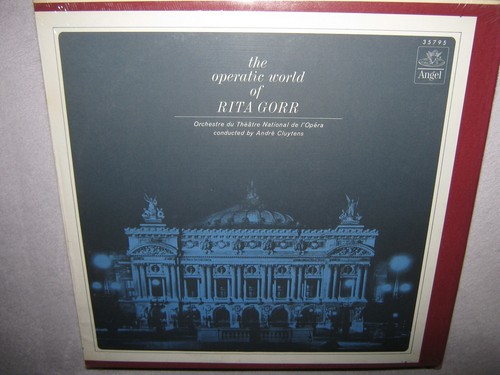 35795
Angel
the
operatic world
of
RITA GORR
Orchestre du Théâtre National de l'Opéra
conducted by André Cluytens